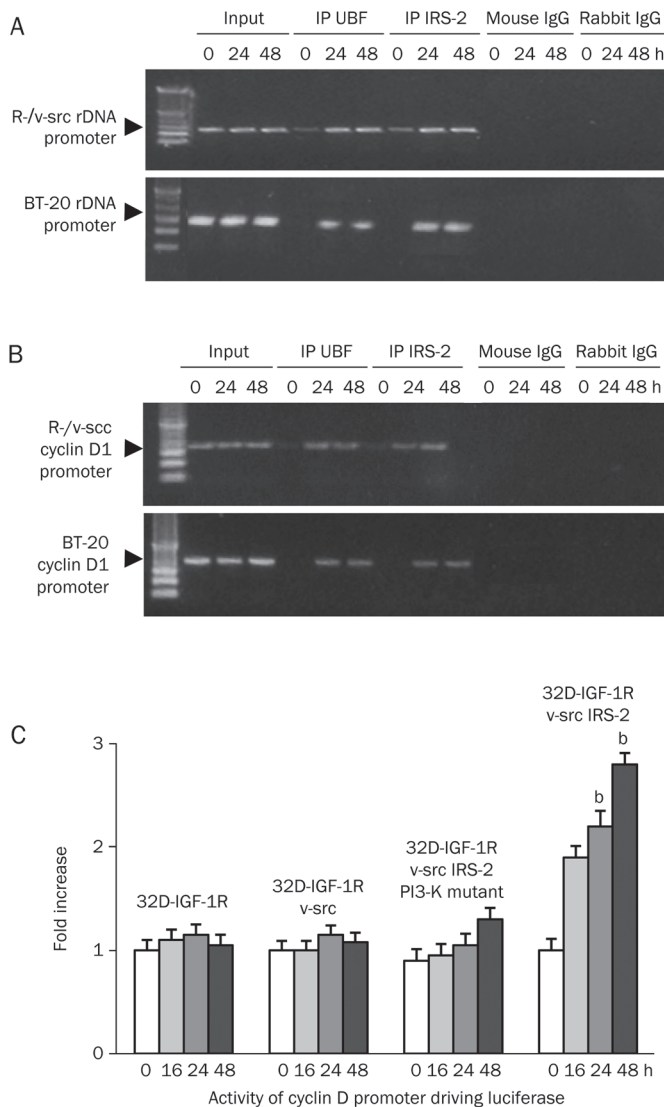 A
Input IP UBF IP IRS-2 Mouse IgG Rabbit IgG
0 24 48 0 24 48 0 24 48 0 24 48 0 24 48 h
R-/v-src rDNA
promoter
BT-20 rDNA
promoter
B
Input IP UBF IP IRS-2 Mouse IgG Rabbit IgG
0 24 48 0 24 48 0 24 48 0 24 48 0 24 48 h
R-/v-scc
cyclin D1
promoter
BT-20
cyclin D1
promoter
C
Fold increase
3
2
1
0
32D-IGF-1R
32D-IGF-1R
v-src
32D-IGF-1R
v-src IRS-2
PI3-K mutant
32D-IGF-1R
v-src IRS-2
b
b
0 16 24 48 0 16 24 48 0 16 24 48 0 16 24 48 h
Activity of cyclin D promoter driving luciferase